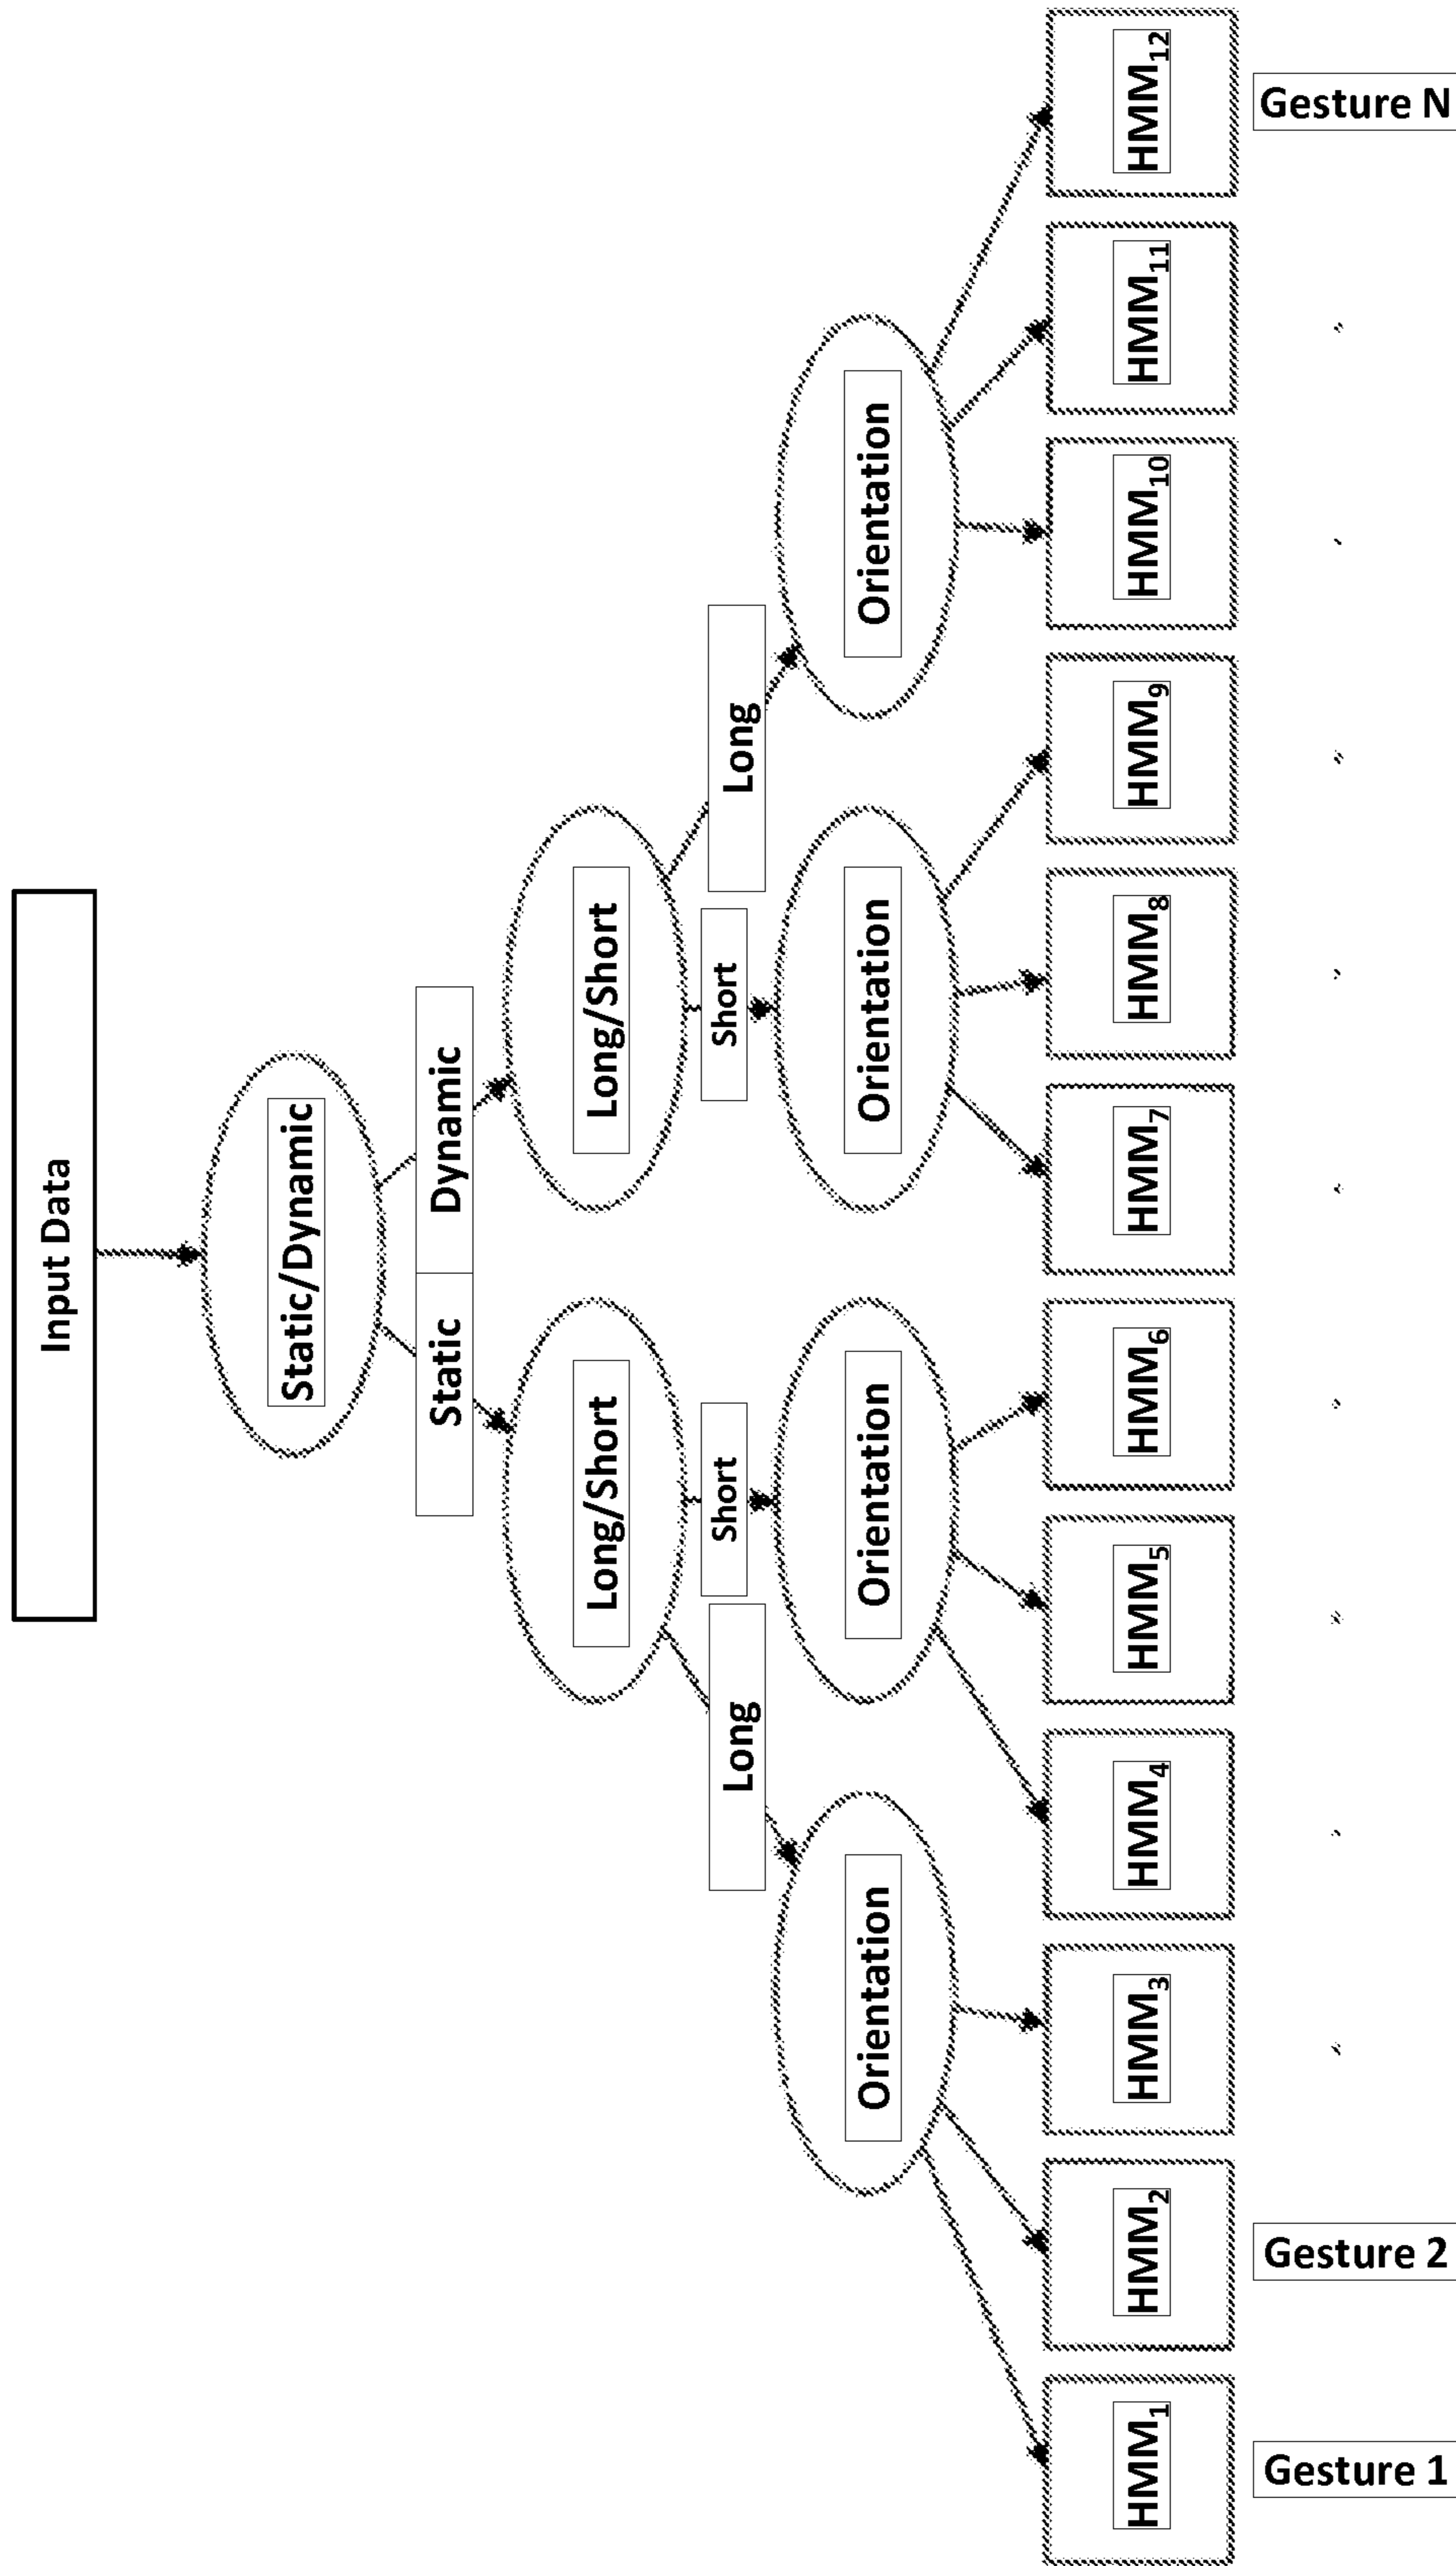 Input Data
Static/Dynamic
Static
Dynamic
Long/Short
Long/Short
Long
Short
Short
Long
Orientation
Orientation
Orientation
Orientation
HMM₁
HMM₂
HMM₃
HMM₄
HMM₅
HMM₆
HMM₇
HMM₈
HMM₉
HMM₁₀
HMM₁₁
HMM₁₂
Gesture 1
Gesture 2
Gesture N